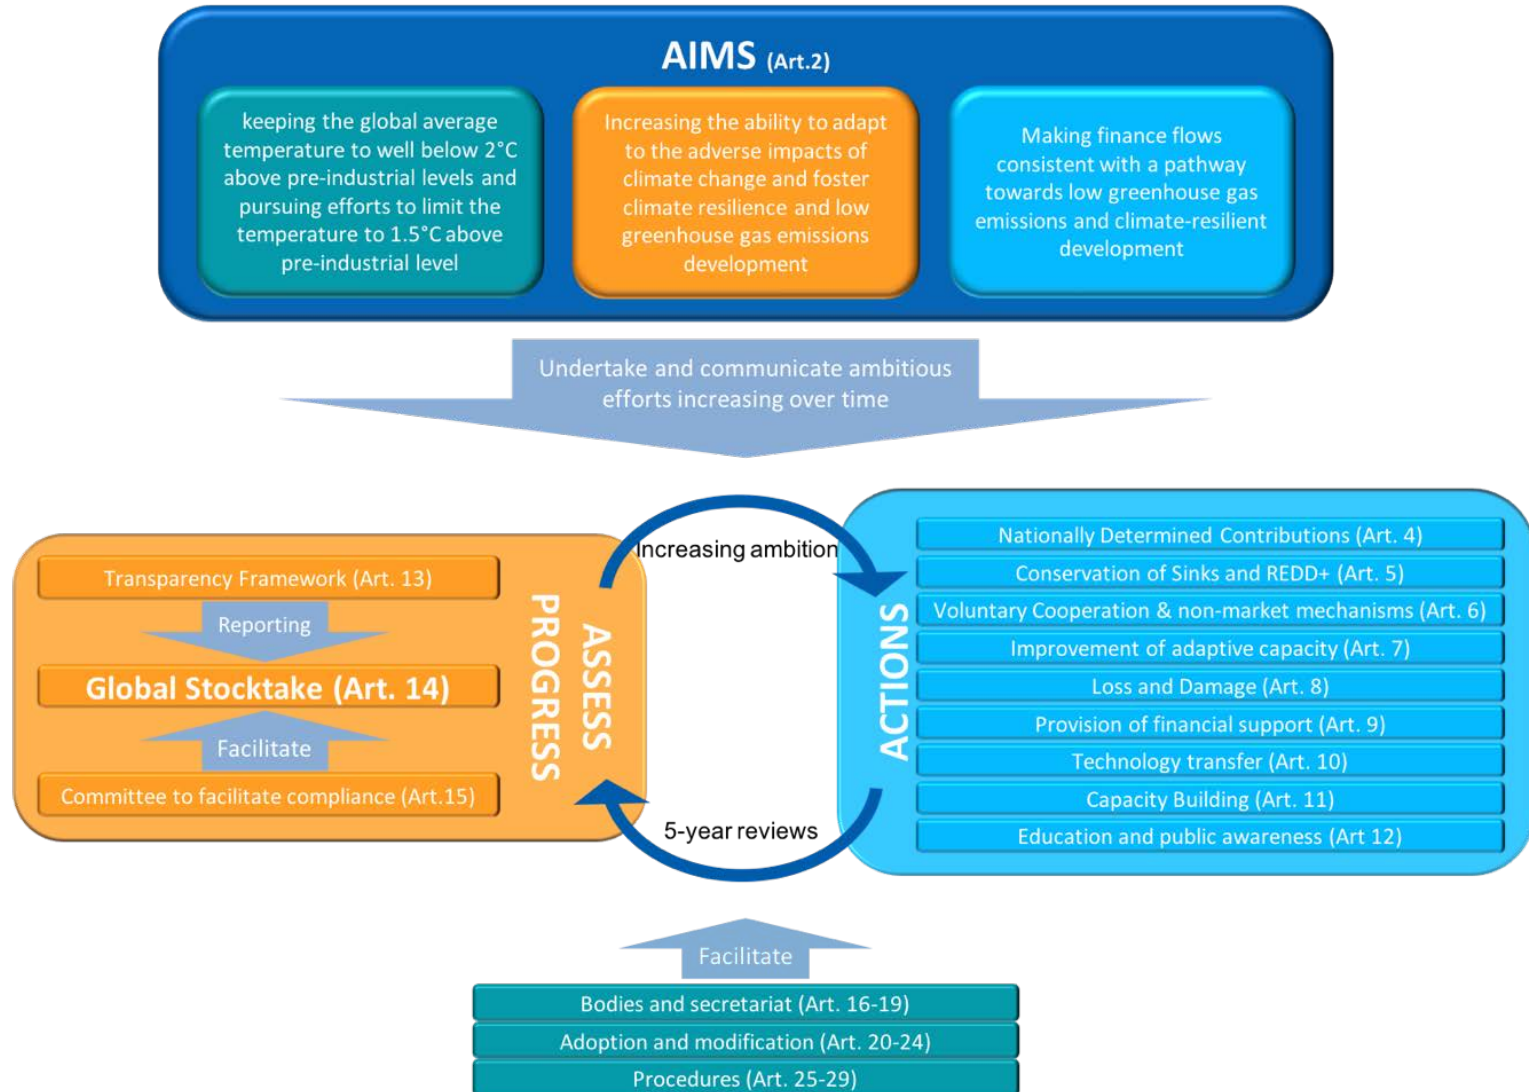 AIMS (Art.2)
keeping the global average
temperature to well below 2°C
above pre-industrial levels and
pursuing efforts to limit the
temperature to 1.5°C above
pre-industrial level
Increasing the ability to adapt
to the adverse impacts of
climate change and foster
climate resilience and low
greenhouse gas emissions
development
Making finance flows
consistent with a pathway
towards low greenhouse gas
emissions and climate-resilient
development
Undertake and communicate ambitious
efforts increasing over time
Transparency Framework (Art. 13)
Reporting
Global Stocktake (Art. 14)
Facilitate
Committee to facilitate compliance (Art.15)
ASSESS
PROGRESS
Increasing ambition
5-year reviews
ACTIONS
Nationally Determined Contributions (Art. 4)
Conservation of Sinks and REDD+ (Art. 5)
Voluntary Cooperation & non-market mechanisms (Art. 6)
Improvement of adaptive capacity (Art. 7)
Loss and Damage (Art. 8)
Provision of financial support (Art. 9)
Technology transfer (Art. 10)
Capacity Building (Art. 11)
Education and public awareness (Art 12)
Facilitate
Bodies and secretariat (Art. 16-19)
Adoption and modification (Art. 20-24)
Procedures (Art. 25-29)